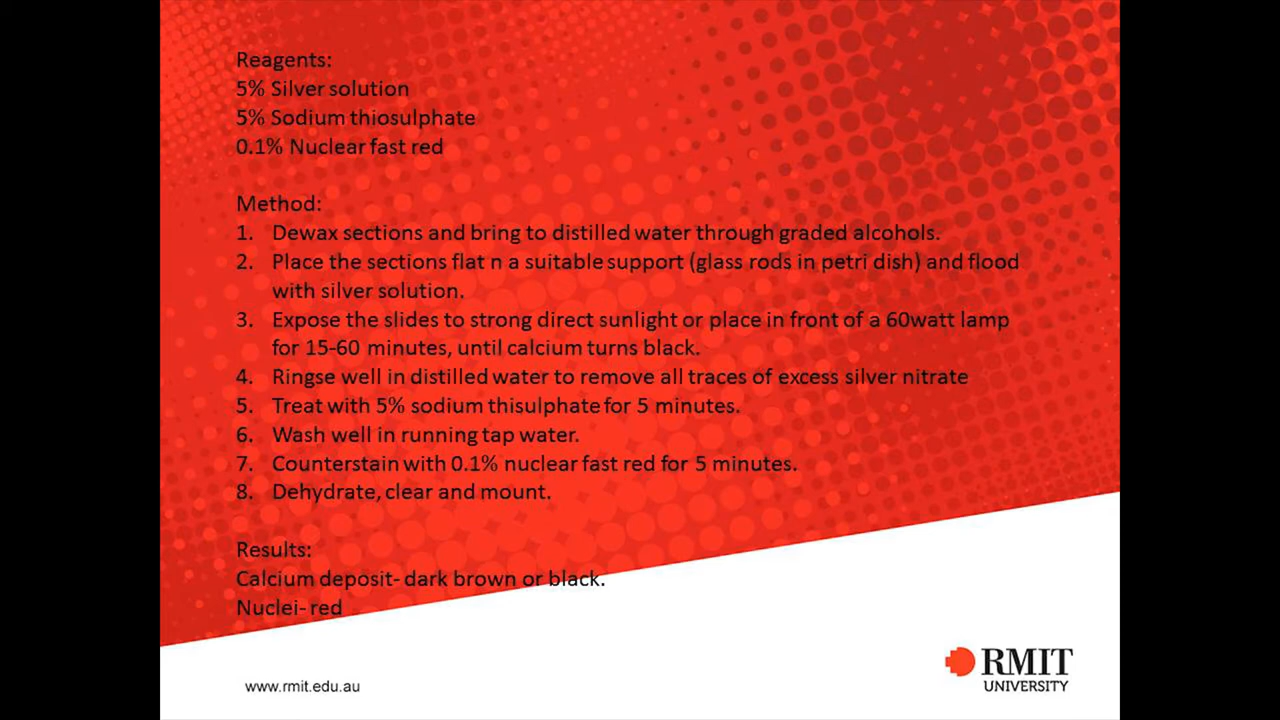 Reagents:
5% Silver solution
5% Sodium thiosulphate
0.1% Nuclear fast red
Method:
1. Dewax sections and bring to distilled water through graded alcohols.
2. Place the sections flat n a suitable support (glass rods in petri dish) and flood
with silver solution.
3. Expose the slides to strong direct sunlight or place in front of a 60watt lamp
for 15-60 minutes, until calcium turns black.
4. Ringse well in distilled water to remove all traces of excess silver nitrate
5. Treat with 5% sodium thisulphate for 5 minutes.
6. Wash well in running tap water.
7. Counterstain with 0.1% nuclear fast red for 5 minutes.
8. Dehydrate, clear and mount.
Results:
Calcium deposit- dark brown or black.
Nuclei- red
www.rmit.edu.au
RMIT
UNIVERSITY